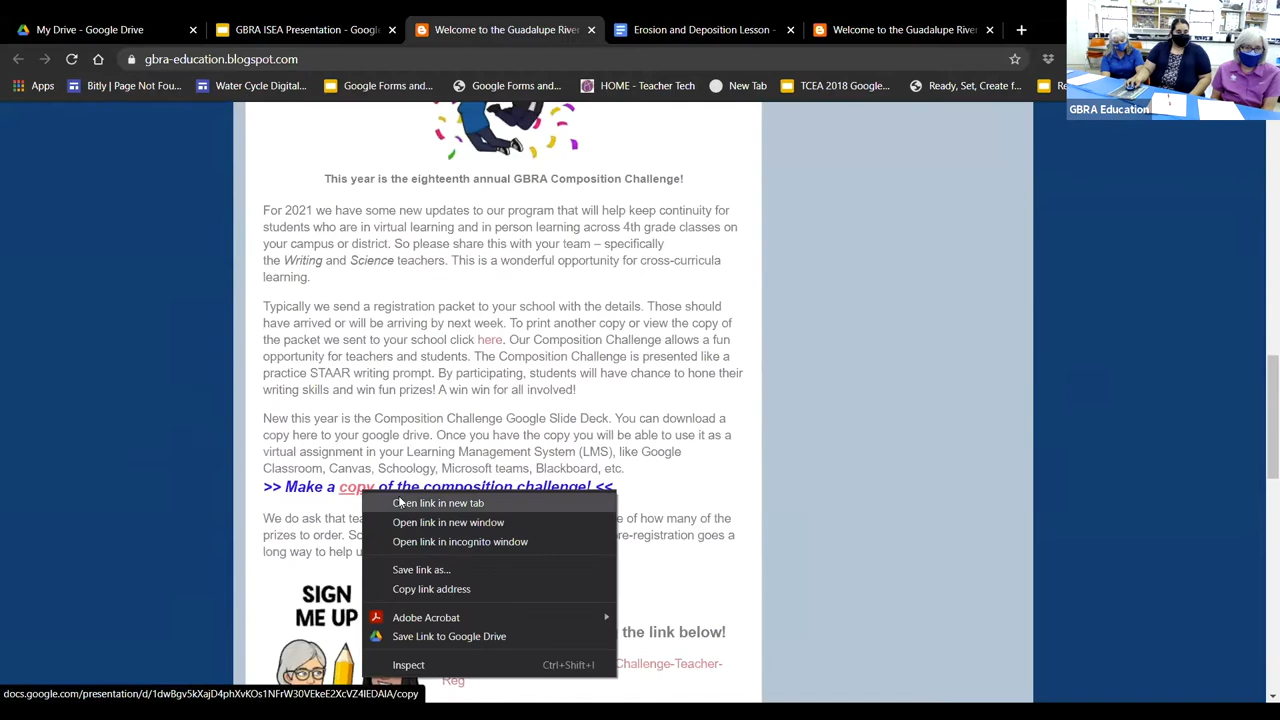 My Drive - Google Drive
GBRA ISTA Presentation - Goo
Welcome to the Guadalupe River
Erosion and Deposition Lesson -
Welcome to the Guadalupe River
gbra-education.blogspot.com
Apps
Bitly | Page Not Fou...
Water Cycle Digital...
Google Forms and...
Google Forms and...
HOME - Teacher Tech
New Tab
TCEA 2018 Google...
Ready, Set, Create F...
Re
GBRA Education
This year is the eighteenth annual GBRA Composition Challenge!
For 2021 we have some new updates to our program that will help keep continuity for
students who are in virtual learning and in person learning across 4th grade classes on
your campus or district. So please share this with your team – specifically
the Writing and Science teachers. This is a wonderful opportunity for cross-curricula
learning.
Typically we send a registration packet to your school with the details. Those should
have arrived or will be arriving by next week. To print another copy or view the copy of
the packet we sent to your school click here. Our Composition Challenge allows a fun
opportunity for teachers and students. The Composition Challenge is presented like a
practice STAAR writing prompt. By participating, students will have chance to hone their
writing skills and win fun prizes! A win win for all involved!
New this year is the Composition Challenge Google Slide Deck. You can download a
copy here to your google drive. Once you have the copy you will be able to use it as a
virtual assignment in your Learning Management System (LMS), like Google
Classroom, Canvas, Schoology, Microsoft teams, Blackboard, etc.
>> Make a copy of the composition challenge! <<
We do ask that tea
e of how many of the
prizes to order. So
re-registration goes a
long way to help u
Open link in new tab
Open link in new window
Open link in incognito window
Save link as...
Copy link address
Adobe Acrobat
Save Link to Google Drive
Inspect Ctrl+Shift+I
SIGN
ME UP
the link below!
Challenge-Teacher-
Reg